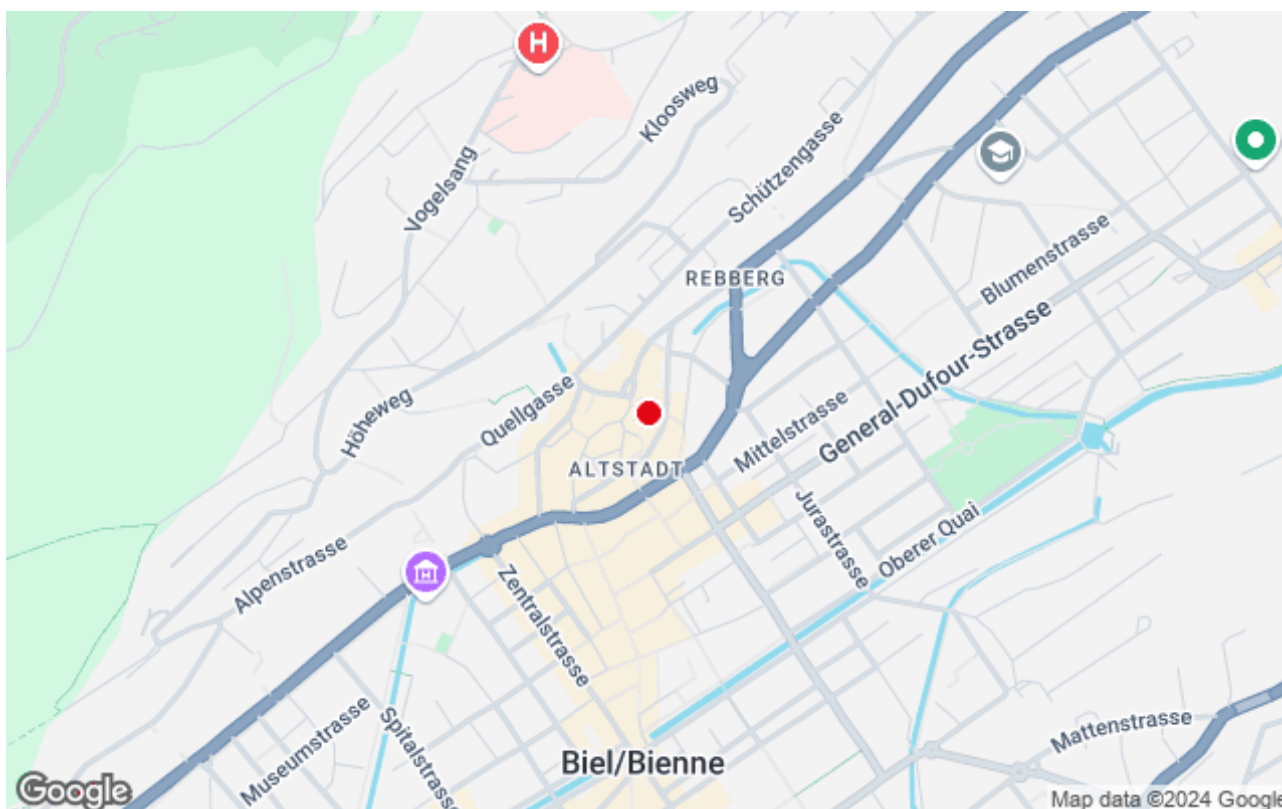 H
Kloosweg
Vogelsang
Schützengasse
REBBERG
Blumenstrasse
General-Dufour-Strasse
Höheweg
Quellgasse
Mittelstrasse
ALTSTADT
Jurastrasse
Oberer Quai
Alpenstrasse
Zentralstrasse
Museumstrasse
Spitalstrasse
Mattenstrasse
Biel/Bienne
Google
Map data ©2024 Google